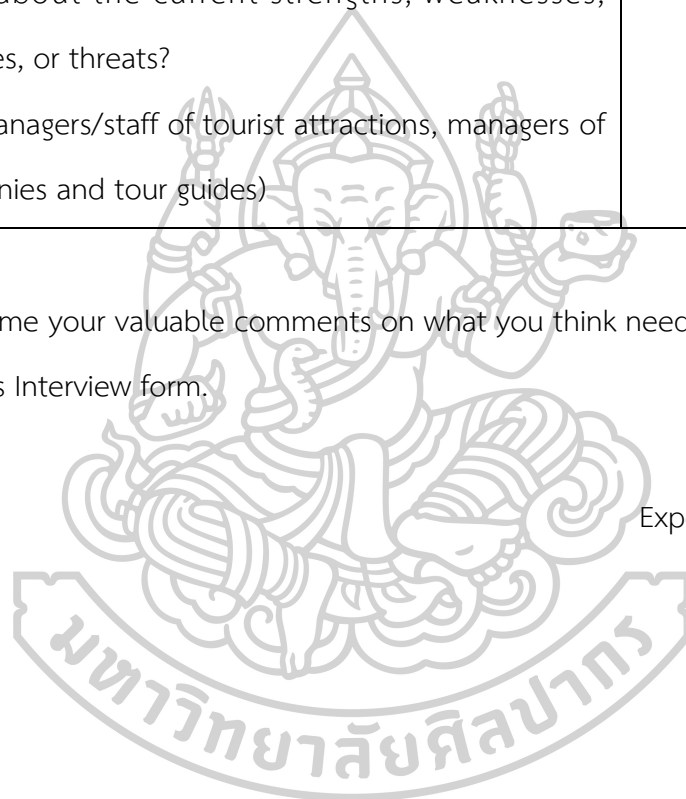 about the current strengths, weaknesses,
es, or threats?
anagers/staff of tourist attractions, managers of
nies and tour guides)
me your valuable comments on what you think need
s Interview form.
Exp
มหาวิทยาลัยศิลปากร